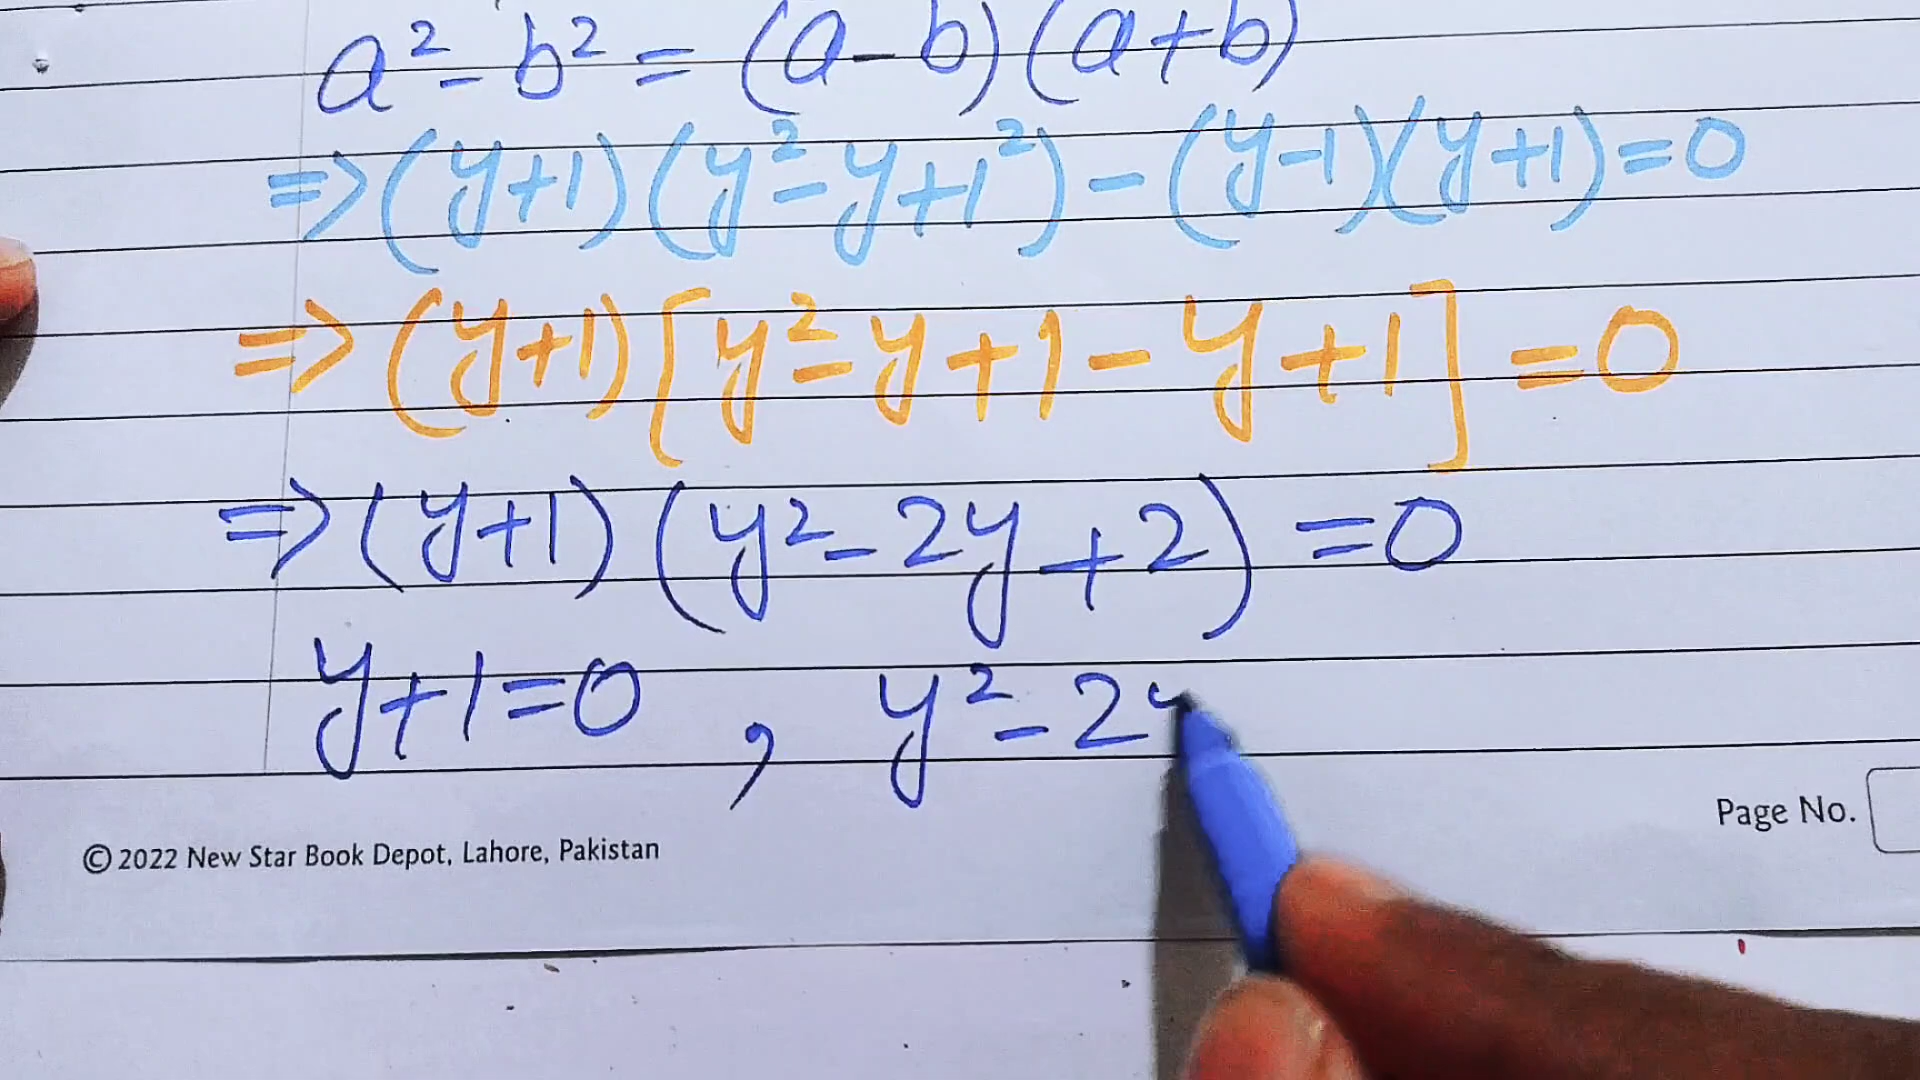 a² - b² = (a - b)(a + b)
⇒ (y+1)(y² - y + 1²) - (y-1)(y+1) = 0
⇒ (y+1)[y² - y + 1 - y + 1] = 0
⇒ (y+1)(y² - 2y + 2) = 0
y+1=0 , y² - 2y
Page No.
© 2022 New Star Book Depot, Lahore, Pakistan